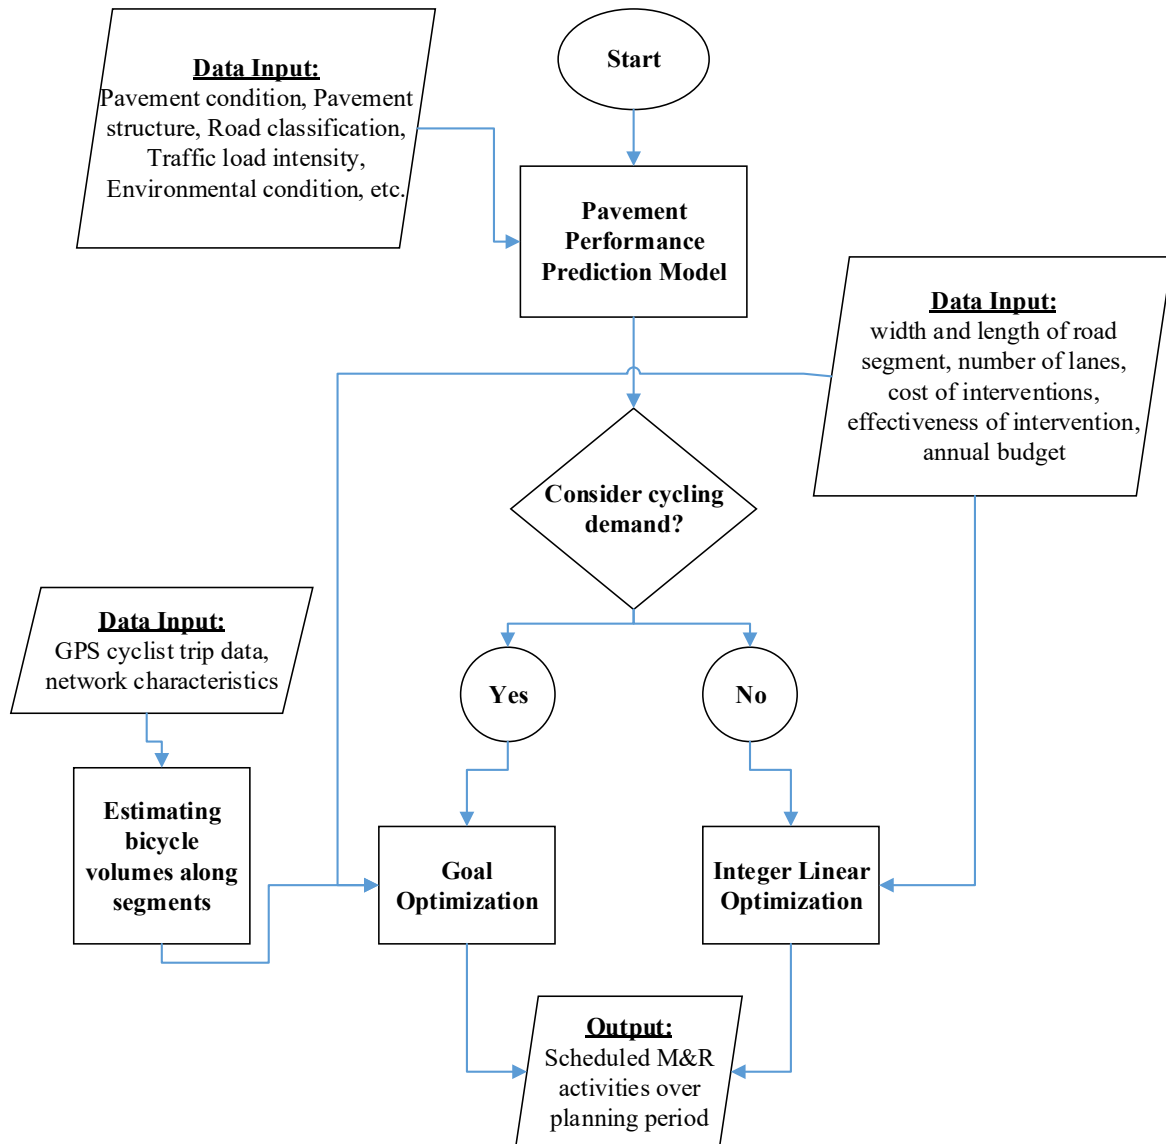 Start
Data Input:
Pavement condition, Pavement
structure, Road classification,
Traffic load intensity,
Environmental condition, etc.
Pavement
Performance
Prediction Model
Data Input:
width and length of road
segment, number of lanes,
cost of interventions,
effectiveness of intervention,
annual budget
Consider cycling
demand?
Data Input:
GPS cyclist trip data,
network characteristics
Yes
No
Estimating
bicycle
volumes along
segments
Goal
Optimization
Integer Linear
Optimization
Output:
Scheduled M&R
activities over
planning period